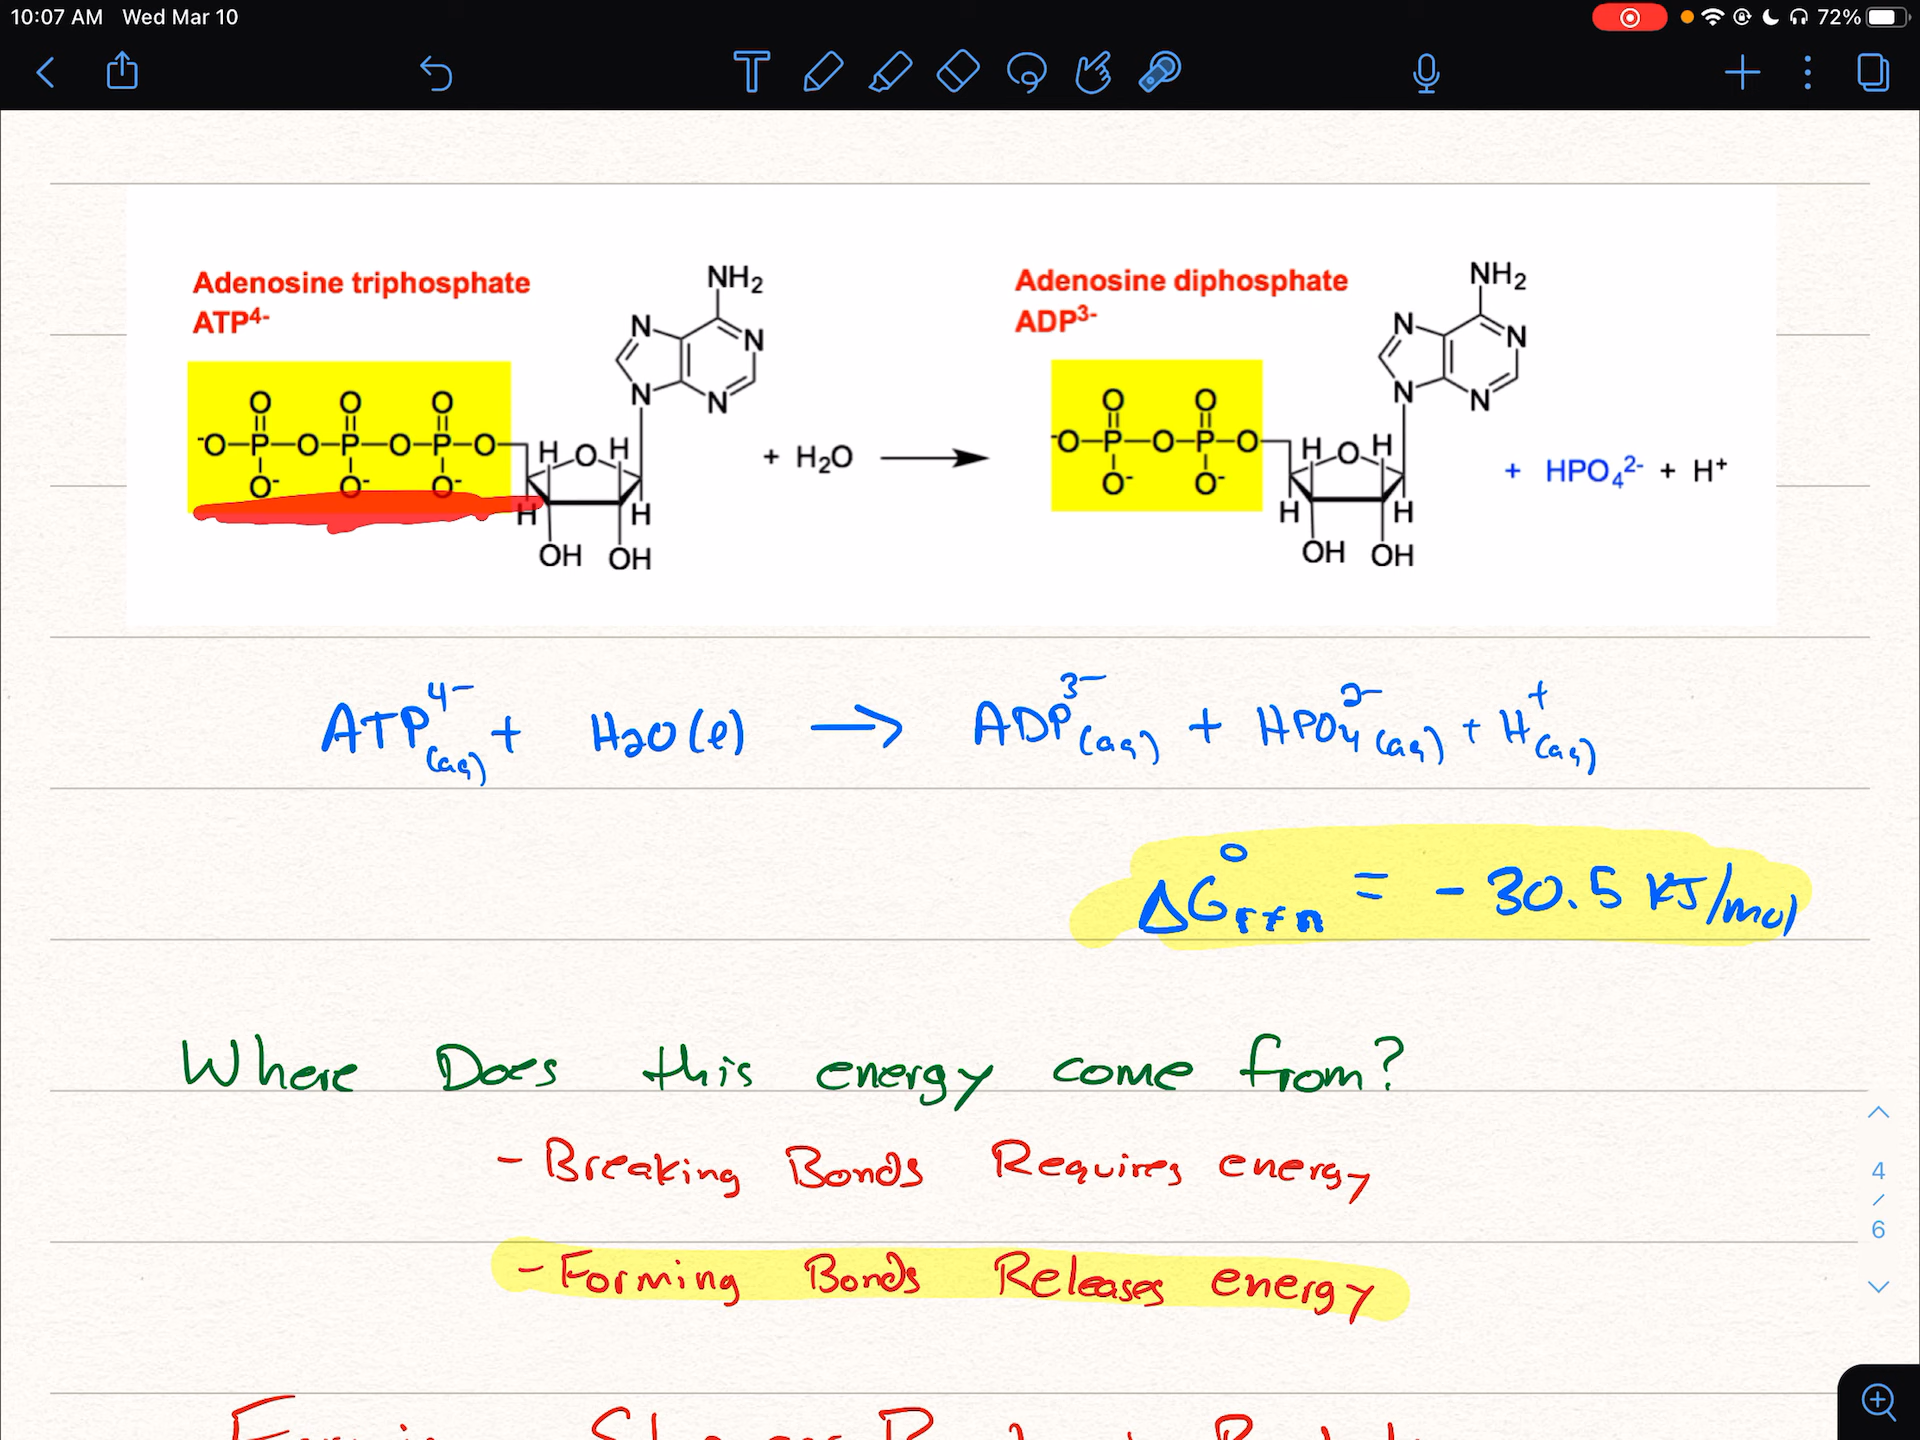 10:07 AM Wed Mar 10
72%
Adenosine triphosphate
ATP4-
Adenosine diphosphate
ADP3-
NH2
N
N
N
N
O
O
O
-O-P-O-P-O-P-O
O-
O-
O-
H
O
H
H
H
OH
OH
+ H2O
NH2
N
N
N
N
O
O
-O-P-O-P-O
O-
O-
H
O
H
H
H
OH
OH
+ HPO42- + H+
ATP4-(aq) + H2O(l) → ADP3-(aq) + HPO42-(aq) + H+(aq)
ΔG°rxn = -30.5 kJ/mol
Where Does this energy come from?
- Breaking Bonds Requires energy
- Forming Bonds Releases energy
4
/
6